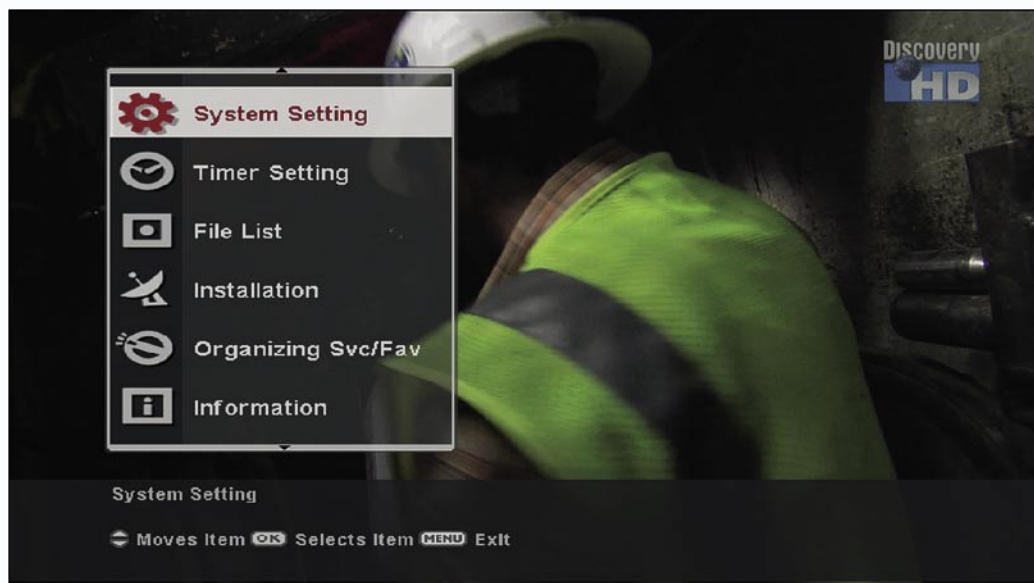 Discovery
HD
System Setting
Timer Setting
File List
Installation
Organizing Svc/Fav
Information
System Setting
Moves Item OK Selects Item MENU Exit